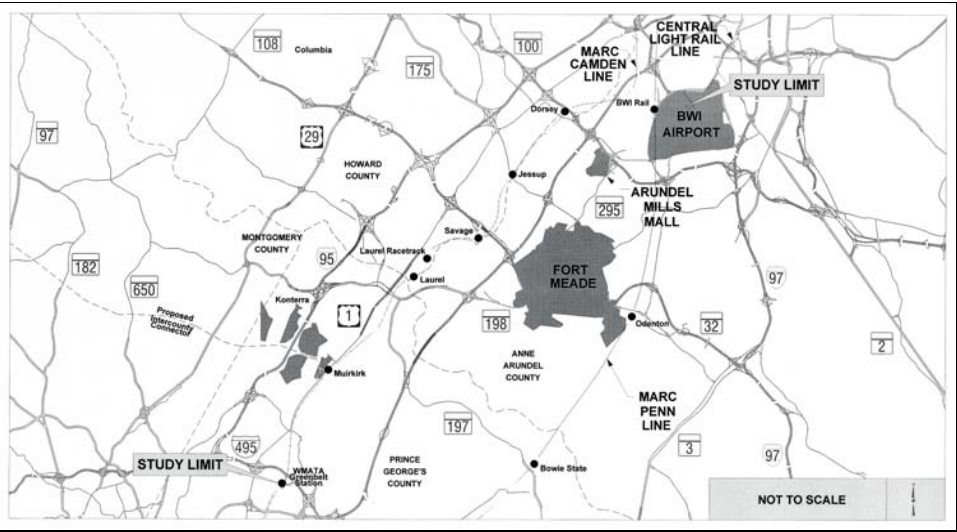 108
Columbia
175
100
MARC
CAMDEN
LINE
CENTRAL
LIGHT RAIL
LINE
STUDY LIMIT
Dorsey
BWI Rail
BWI
AIRPORT
97
29
HOWARD
COUNTY
Jessup
ARUNDEL
MILLS
MALL
295
MONTGOMERY
COUNTY
Savage
Laurel Racetrack
95
Laurel
182
650
Konterra
1
FORT
MEADE
97
Proposed
Intercounty
Connector
198
Odenton
32
2
Muirkirk
ANNE
ARUNDEL
COUNTY
MARC
PENN
LINE
197
3
97
495
STUDY LIMIT
WMATA
Greenbelt
Station
PRINCE
GEORGE'S
COUNTY
Bowie State
NOT TO SCALE